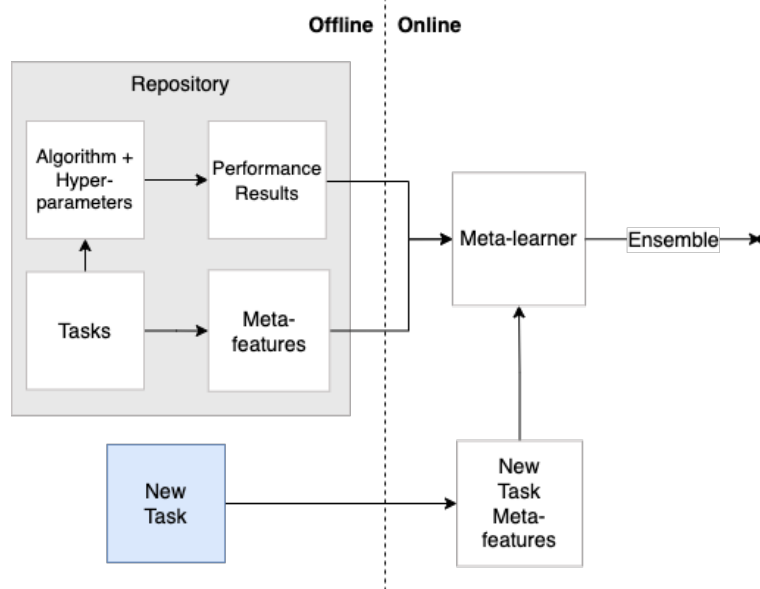 Offline
Online
Repository
Algorithm +
Hyper-
parameters
Performance
Results
Tasks
Meta-
features
Meta-learner
Ensemble
New
Task
New
Task
Meta-
features